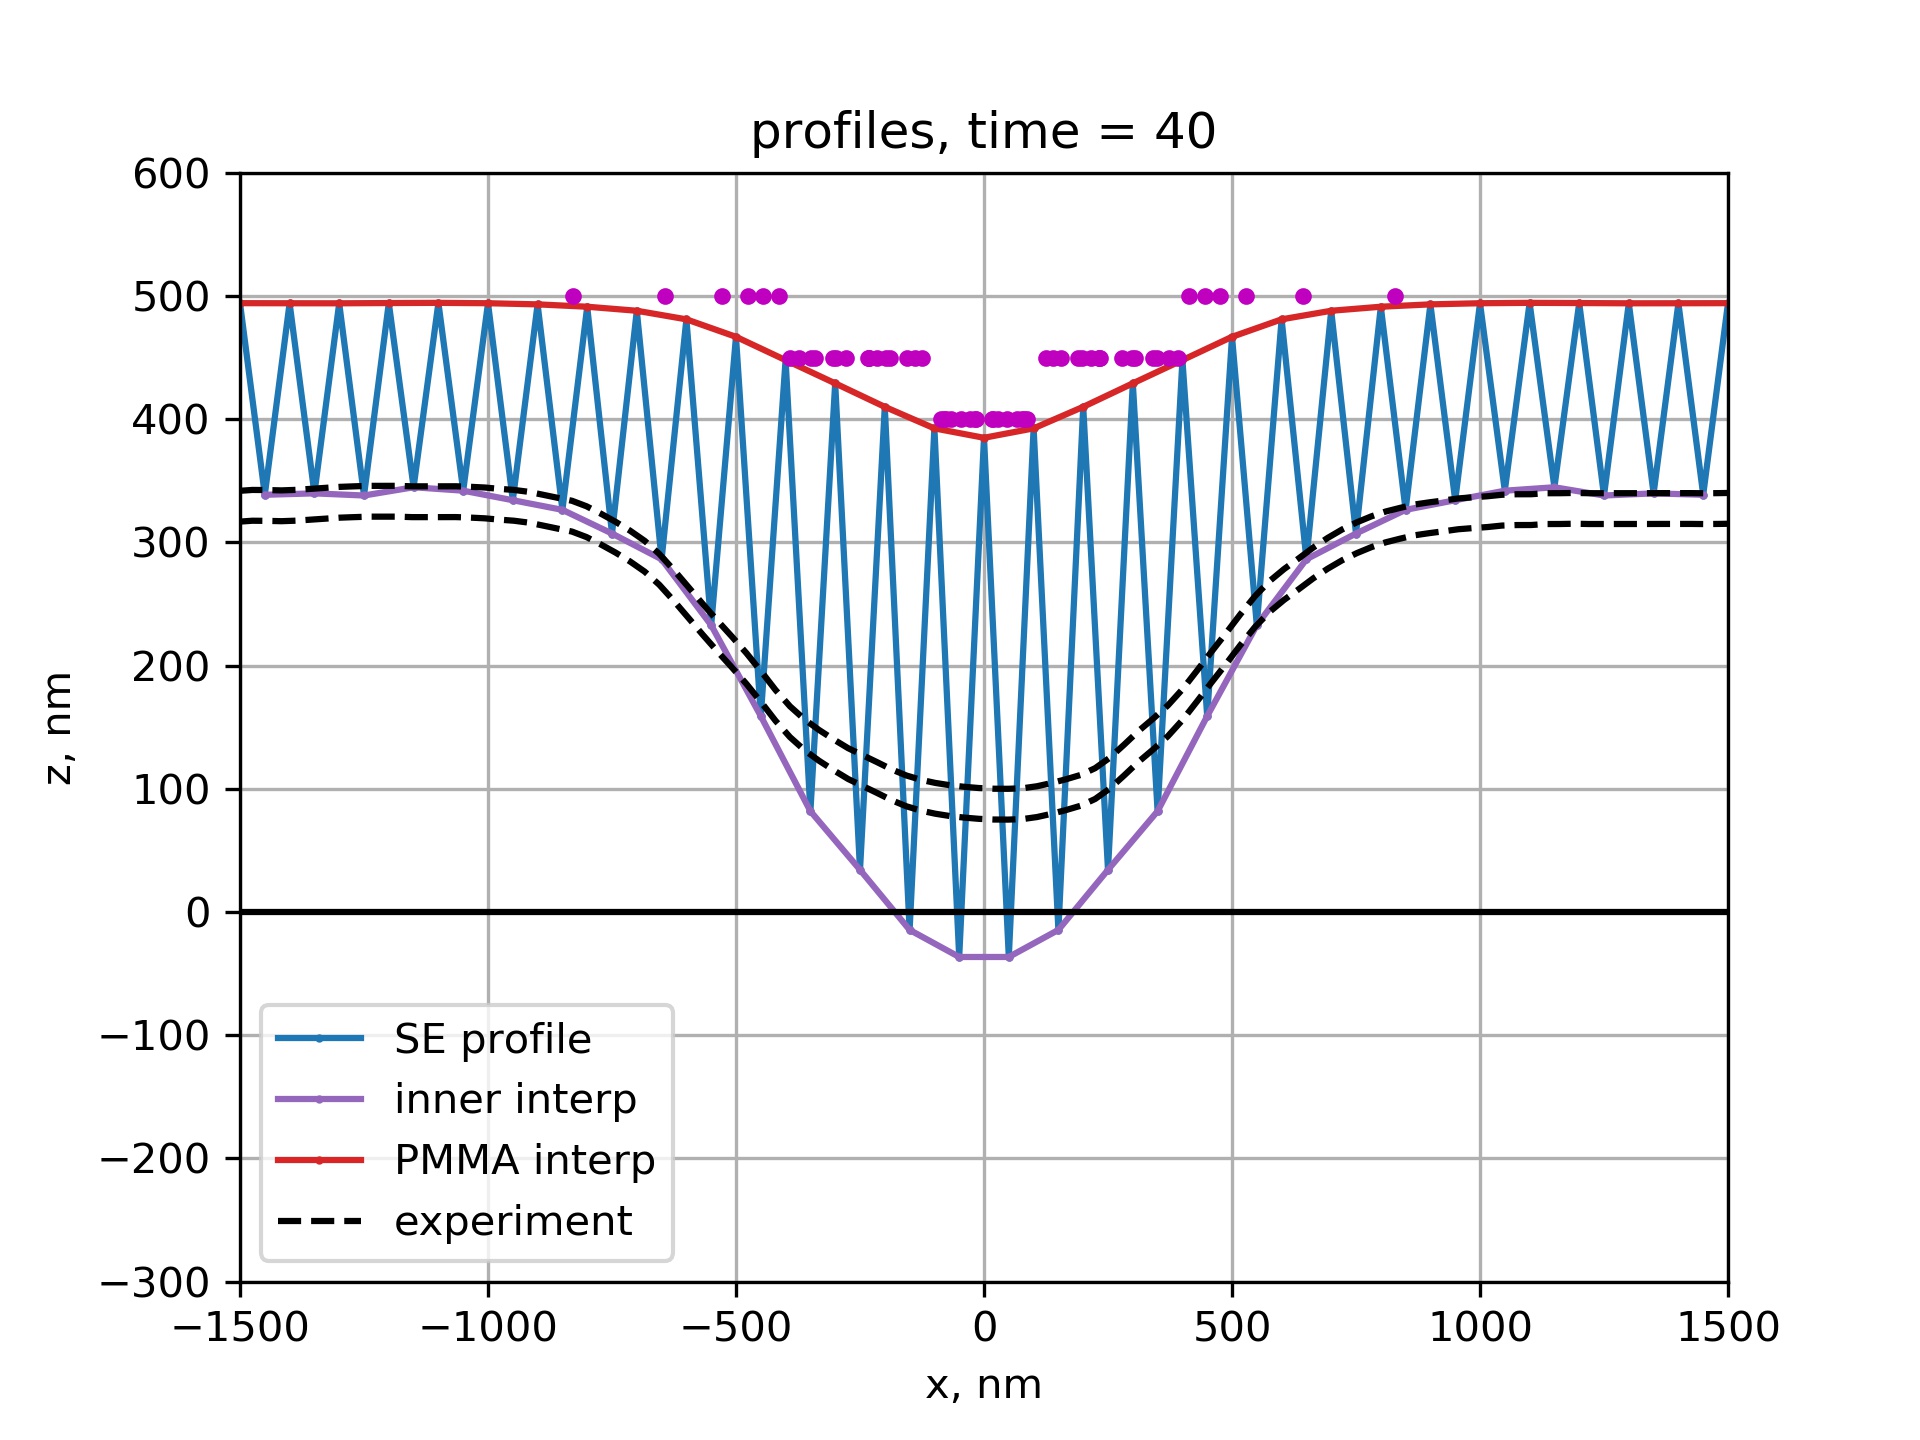 profiles, time = 40
600
500
400
300
200
100
0
−100
−200
−300
z, nm
SE profile
inner interp
PMMA interp
experiment
−1500 −1000 −500 0 500 1000 1500
x, nm